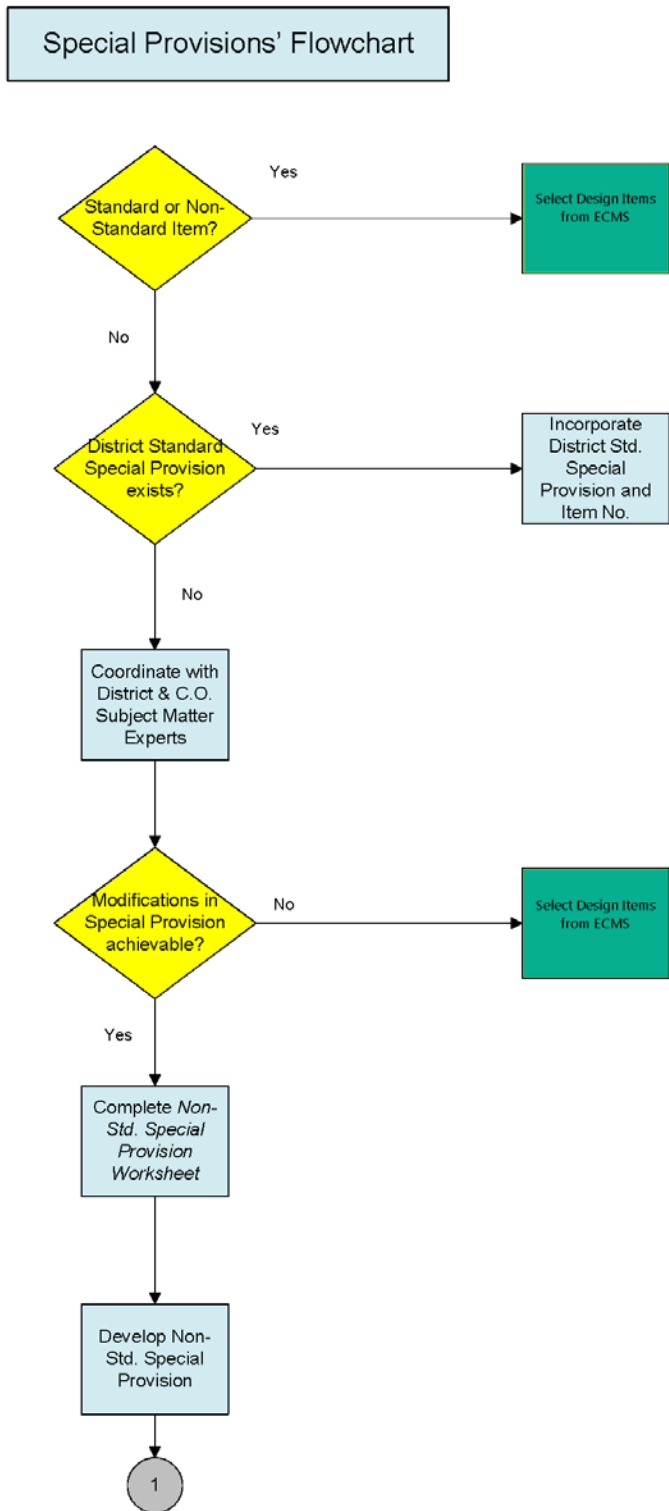 Special Provisions' Flowchart
Yes
Standard or Non-
Standard Item?
Select Design Items
from ECMS
No
District Standard
Special Provision
exists?
Yes
Incorporate
District Std.
Special
Provision and
Item No.
No
Coordinate with
District & C.O.
Subject Matter
Experts
Modifications in
Special Provision
achievable?
No
Select Design Items
from ECMS
Yes
Complete Non-
Std. Special
Provision
Worksheet
Develop Non-
Std. Special
Provision
1